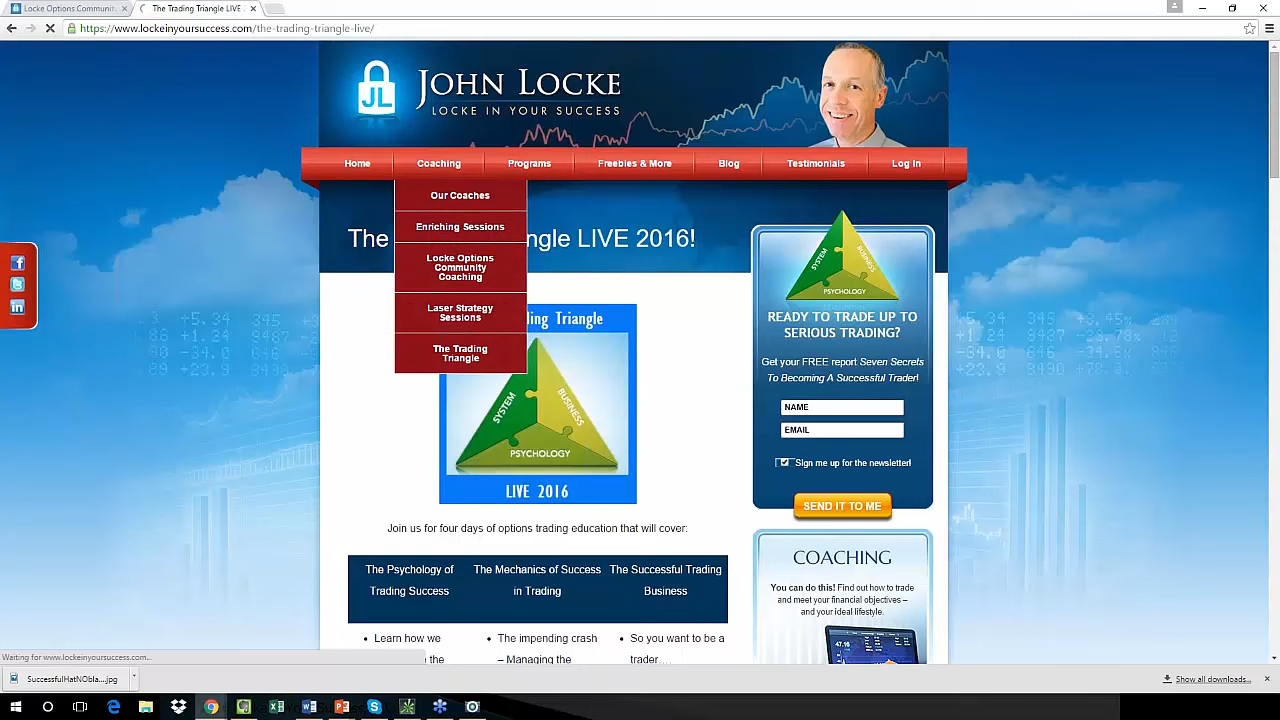 Locke Options Communit
The Trading Triangle LIVE
https://www.lockeinyoursuccess.com/the-trading-triangle-live/
JL
JOHN LOCKE
LOCKE IN YOUR SUCCESS
Home
Coaching
Programs
Freebies & More
Blog
Testimonials
Log In
Our Coaches
Enriching Sessions
Locke Options
Community
Coaching
Laser Strategy
Sessions
The Trading
Triangle
The
ngle LIVE 2016!
ding Triangle
SYSTEM
BUSINESS
PSYCHOLOGY
LIVE 2016
Join us for four days of options trading education that will cover:
The Psychology of
Trading Success
The Mechanics of Success
in Trading
The Successful Trading
Business
• Learn how we
the
• The impending crash
– Managing the
• So you want to be a
trader…
SYSTEM
BUSINESS
PSYCHOLOGY
READY TO TRADE UP TO
SERIOUS TRADING?
Get your FREE report Seven Secrets
To Becoming A Successful Trader!
NAME
EMAIL
Sign me up for the newsletter!
SEND IT TO ME
COACHING
You can do this! Find out how to trade
and meet your financial objectives –
and your ideal lifestyle.
Waiting for www.lockeinyoursuccess.com...
SuccessfulHatNObla....jpg
Show all downloads...